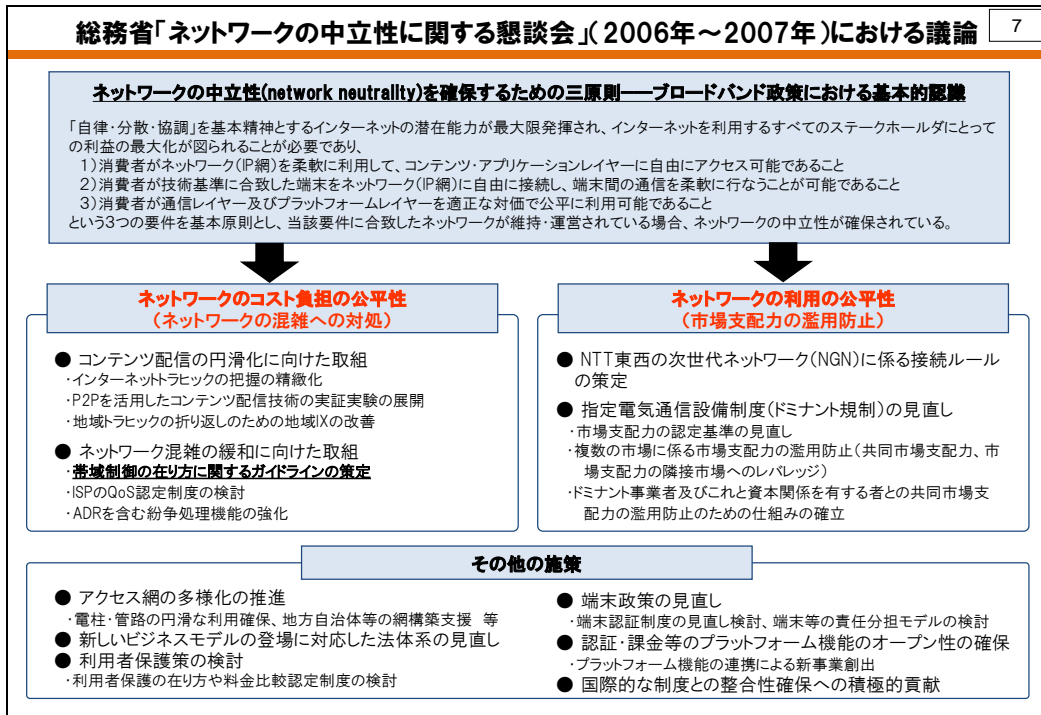 総務省「ネットワークの中立性に関する懇談会」(2006年～2007年)における議論
7
ネットワークの中立性(network neutrality)を確保するための三原則──ブロードバンド政策における基本的認識
「自律・分散・協調」を基本精神とするインターネットの潜在能力が最大限発揮され、インターネットを利用するすべてのステークホールダにとって
の利益の最大化が図られることが必要であり、
1)消費者がネットワーク(IP網)を柔軟に利用して、コンテンツ・アプリケーションレイヤーに自由にアクセス可能であること
2)消費者が技術基準に合致した端末をネットワーク(IP網)に自由に接続し、端末間の通信を柔軟に行なうことが可能であること
3)消費者が通信レイヤー及びプラットフォームレイヤーを適正な対価で公平に利用可能であること
という3つの要件を基本原則とし、当該要件に合致したネットワークが維持・運営されている場合、ネットワークの中立性が確保されている。
ネットワークのコスト負担の公平性
(ネットワークの混雑への対処)
● コンテンツ配信の円滑化に向けた取組
・インターネットトラヒックの把握の精緻化
・P2Pを活用したコンテンツ配信技術の実証実験の展開
・地域トラヒックの折り返しのための地域IXの改善
● ネットワーク混雑の緩和に向けた取組
・帯域制御の在り方に関するガイドラインの策定
・ISPのQoS認定制度の検討
・ADRを含む紛争処理機能の強化
ネットワークの利用の公平性
(市場支配力の濫用防止)
● NTT東西の次世代ネットワーク(NGN)に係る接続ルール
の策定
● 指定電気通信設備制度(ドミナント規制)の見直し
・市場支配力の認定基準の見直し
・複数の市場に係る市場支配力の濫用防止(共同市場支配力、市
場支配力の隣接市場へのレバレッジ)
・ドミナント事業者及びこれと資本関係を有する者との共同市場支
配力の濫用防止のための仕組みの確立
その他の施策
● アクセス網の多様化の推進
・電柱・管路の円滑な利用確保、地方自治体等の網構築支援 等
● 新しいビジネスモデルの登場に対応した法体系の見直し
● 利用者保護策の検討
・利用者保護の在り方や料金比較認定制度の検討
● 端末政策の見直し
・端末認証制度の見直し検討、端末等の責任分担モデルの検討
● 認証・課金等のプラットフォーム機能のオープン性の確保
・プラットフォーム機能の連携による新事業創出
● 国際的な制度との整合性確保への積極的貢献